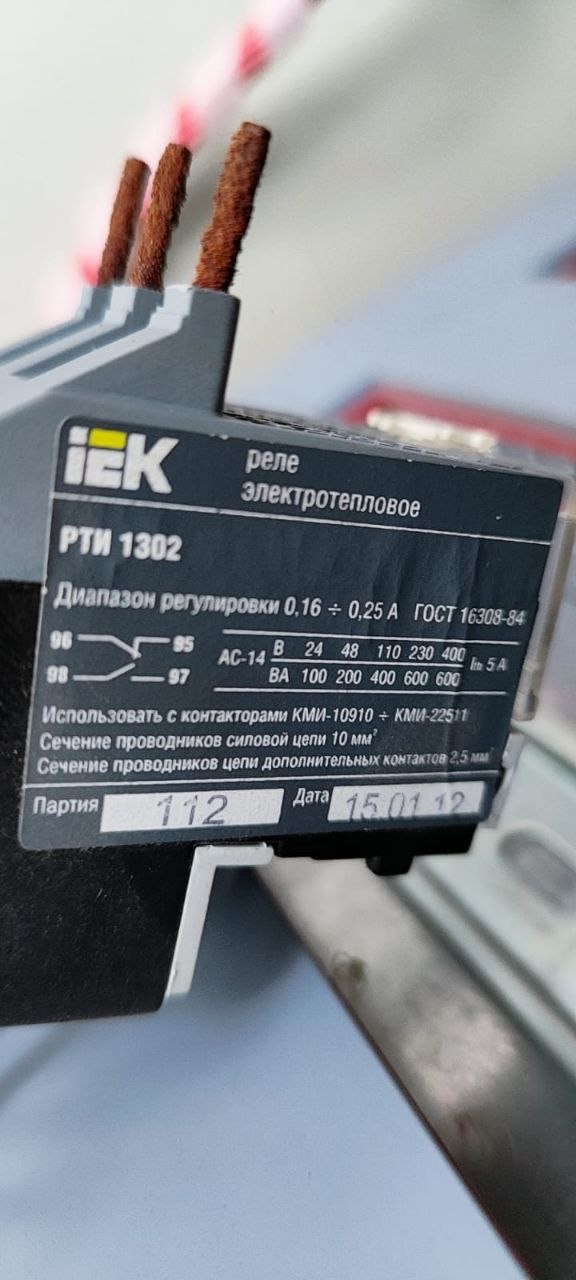 iEK
реле
электротепловое
РТИ 1302
Диапазон регулировки 0,16 ÷ 0,25 А ГОСТ 16308-84
96 95
98 97
АС-14 В 24 48 110 230 400 Ith 5 А
ВА 100 200 400 600 600
Использовать с контакторами КМИ-10910 ÷ КМИ-22511
Сечение проводников силовой цепи 10 мм²
Сечение проводников цепи дополнительных контактов 2,5 мм²
Партия 112 Дата 15 01 12